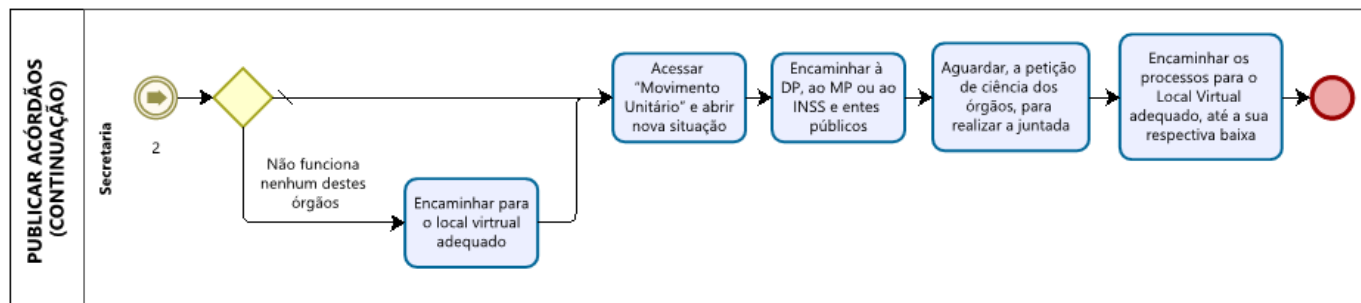 PUBLICAR ACÓRDÃOS
(CONTINUAÇÃO)
Secretaria
2
Não funciona
nenhum destes
órgãos
Encaminhar para
o local virtrual
adequado
Acessar
“Movimento
Unitário” e abrir
nova situação
Encaminhar à
DP, ao MP ou ao
INSS e entes
públicos
Aguardar, a petição
de ciência dos
órgãos, para
realizar a juntada
Encaminhar os
processos para o
Local Virtual
adequado, até a sua
respectiva baixa